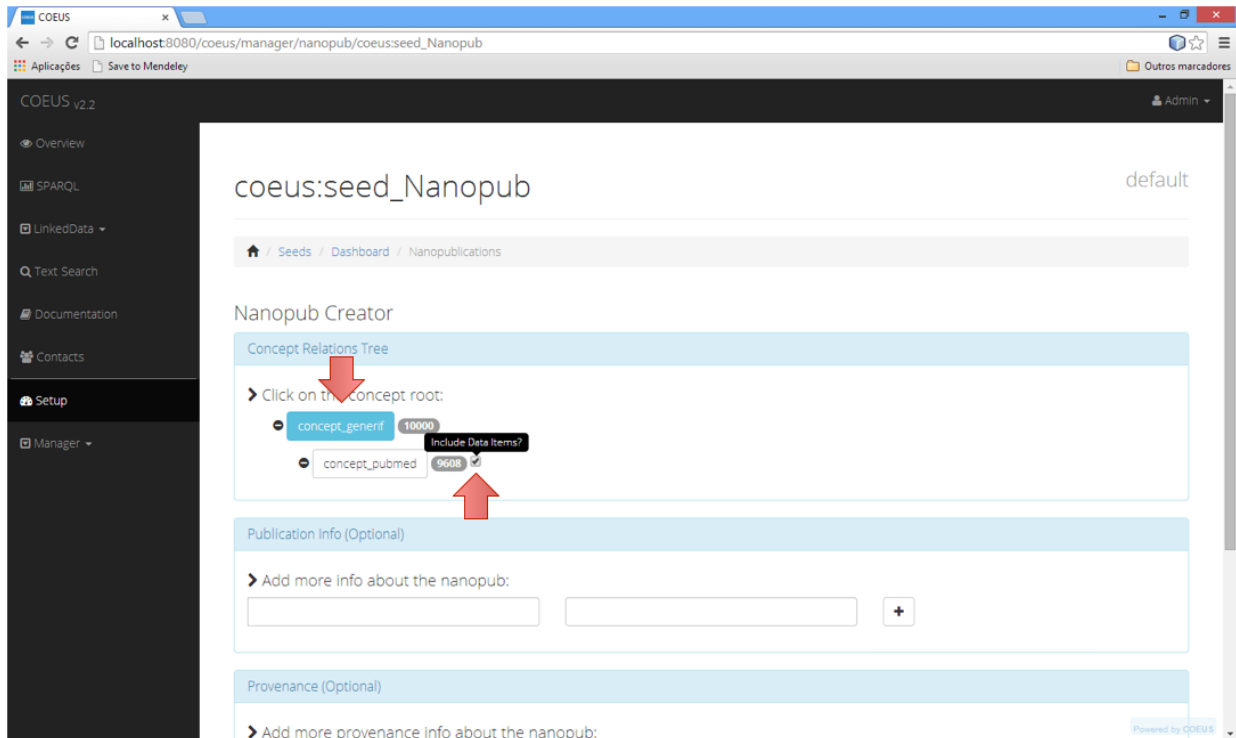 COEUS
localhost:8080/coeus/manager/nanopub/coeus:seed_Nanopub
Aplicações Save to Mendeley Outros marcadores
COEUS v2.2 Admin
Overview
SPARQL
LinkedData
Text Search
Documentation
Contacts
Setup
Manager
coeus:seed_Nanopub default
/ Seeds / Dashboard / Nanopublications
Nanopub Creator
Concept Relations Tree
Click on the concept root:
concept_generif 10000
Include Data Items?
concept_pubmed 9608
Publication Info (Optional)
Add more info about the nanopub:
Provenance (Optional)
Add more provenance info about the nanopub:
Powered by COEUS